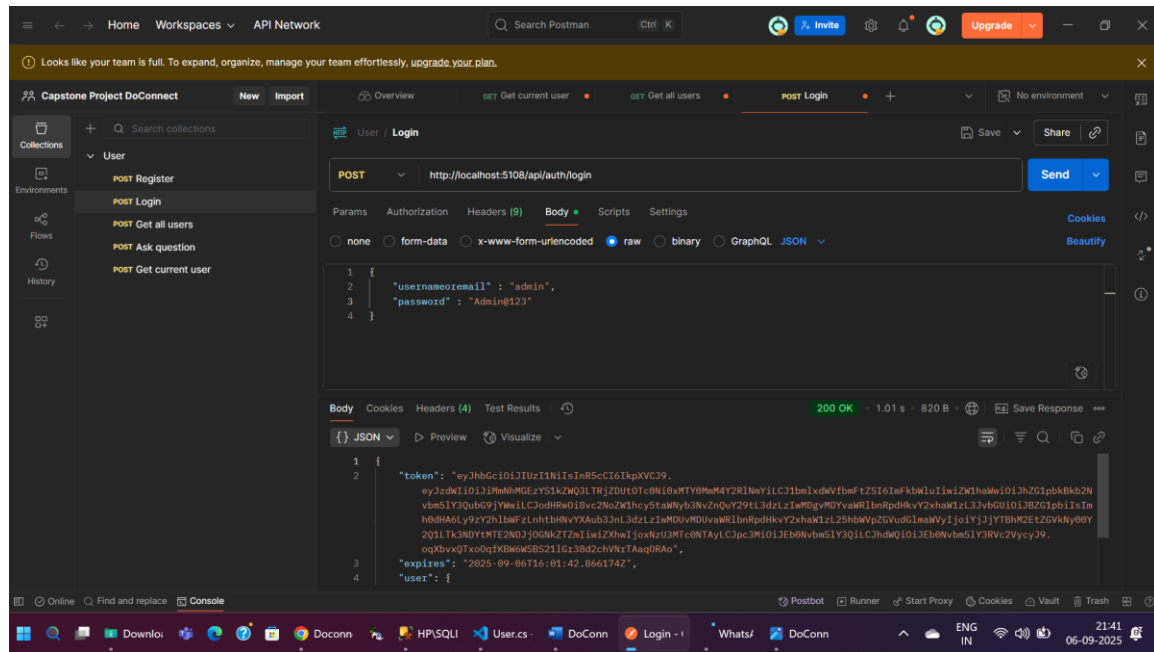 Home Workspaces API Network Search Postman Ctrl K Invite Upgrade
Looks like your team is full. To expand, organize, manage your team effortlessly, upgrade your plan.
Capstone Project DoConnect New Import Overview GET Get current user GET Get all users POST Login No environment
Collections
Environments
Flows
History
Search collections
User
POST Register
POST Login
POST Get all users
POST Ask question
POST Get current user
HTTP User / Login Save Share
POST http://localhost:5108/api/auth/login Send
Params Authorization Headers (9) Body Scripts Settings Cookies
none form-data x-www-form-urlencoded raw binary GraphQL JSON Beautify
1 {
2 "usernameoremail" : "admin",
3 "password" : "Admin@123"
4 }
Body Cookies Headers (4) Test Results 200 OK 1.01 s 820 B Save Response
{} JSON Preview Visualize
1 {
2 "token": "eyJhbGciOiJIUzI1NiIsInR5cCI6IkpXVCJ9.
3 "expires": "2025-09-06T16:01:42.866174Z",
4 "user": {
Online Find and replace Console Postbot Runner Start Proxy Cookies Vault Trash
Downloa Doconn HP\SQLI User.cs DoConn Login - Whats DoConn ENG IN 21:41 06-09-2025